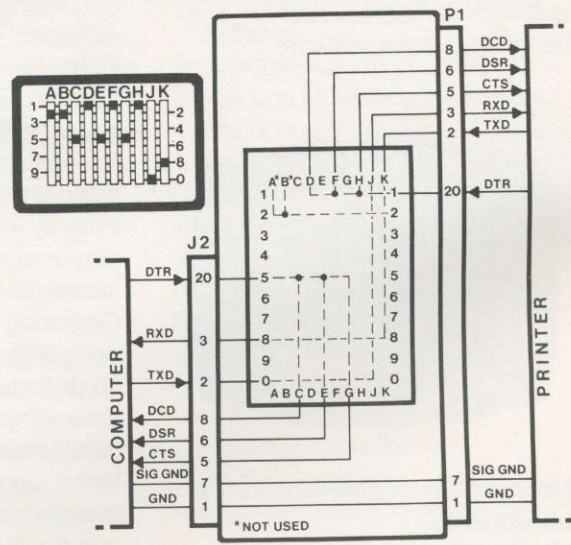 P1
8 DCD
6 DSR
5 CTS
3 RXD
2 TXD
20 DTR
ABCDEFGHJK
1
3
5
7
9
2
4
6
8
0
A* B* C D E F G H J K
1 1
2 2
3 3
4 4
5 5
6 6
7 7
8 8
9 9
0 0
A B C D E F G H J K
J2
DTR 20
RXD 3
TXD 2
DCD 8
DSR 6
CTS 5
SIG GND 7
GND 1
COMPUTER
7 SIG GND
1 GND
PRINTER
*NOT USED